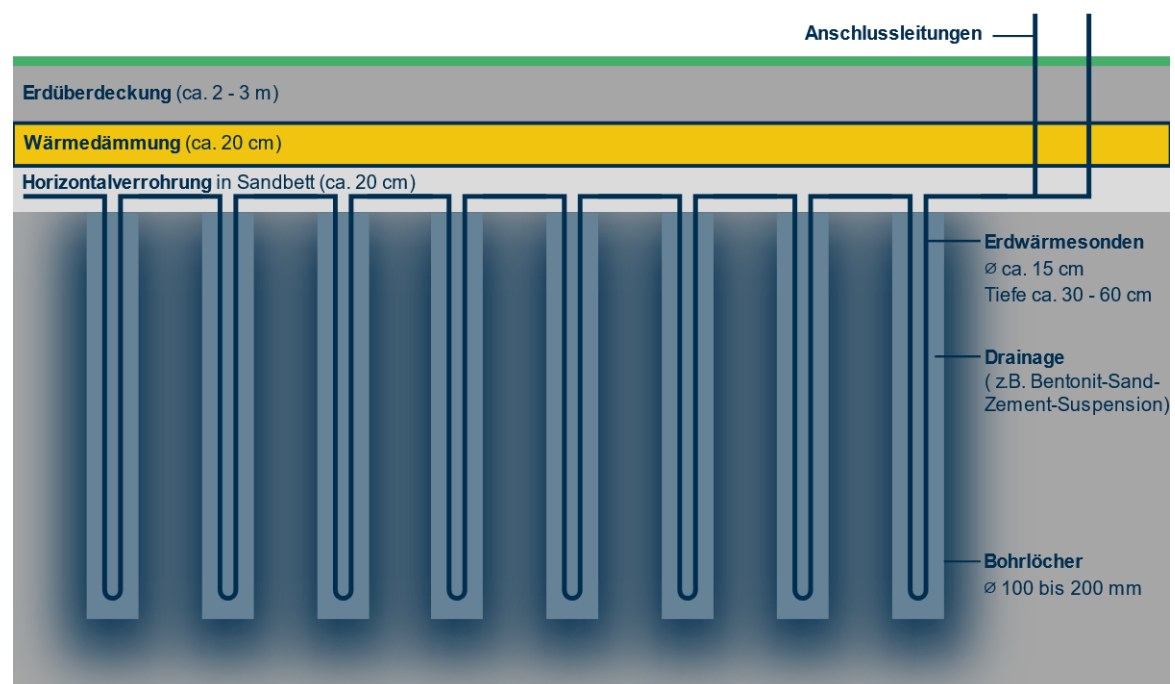 Anschlussleitungen
Erdüberdeckung (ca. 2 - 3 m)
Wärmedämmung (ca. 20 cm)
Horizontalverrohrung in Sandbett (ca. 20 cm)
Erdwärmesonden
Ø ca. 15 cm
Tiefe ca. 30 - 60 cm
Drainage
( z.B. Bentonit-Sand-
Zement-Suspension)
Bohrlöcher
Ø 100 bis 200 mm